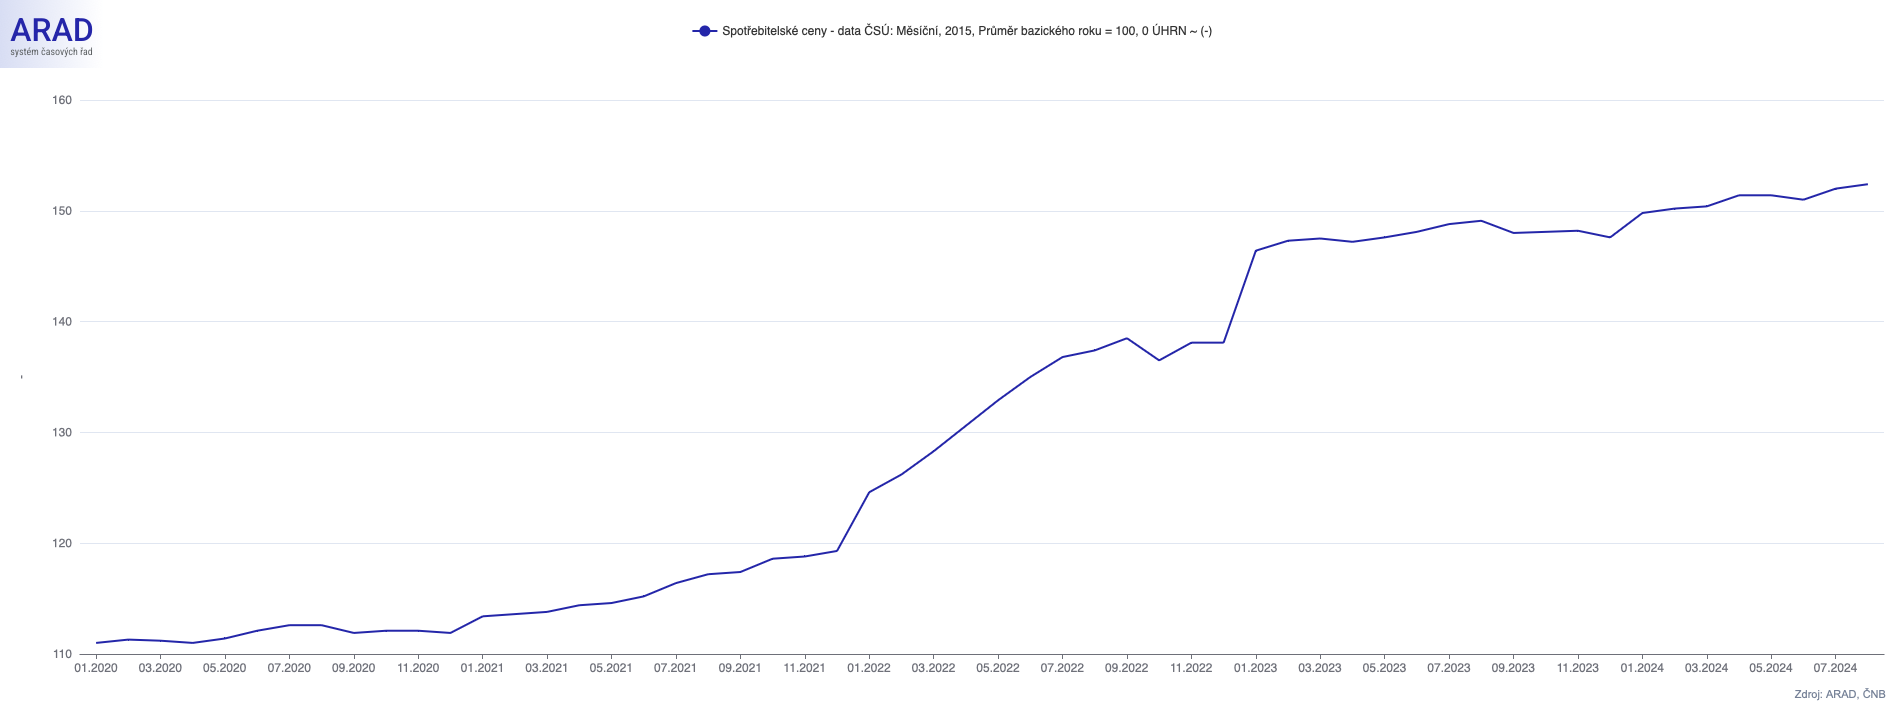 ARAD
systém časových řad
Spotřebitelské ceny - data ČSÚ: Měsíční, 2015, Průměr bazického roku = 100, 0 ÚHRN ~ (-)
160
150
140
-
130
120
110
01.2020 03.2020 05.2020 07.2020 09.2020 11.2020 01.2021 03.2021 05.2021 07.2021 09.2021 11.2021 01.2022 03.2022 05.2022 07.2022 09.2022 11.2022 01.2023 03.2023 05.2023 07.2023 09.2023 11.2023 01.2024 03.2024 05.2024 07.2024
Zdroj: ARAD, ČNB